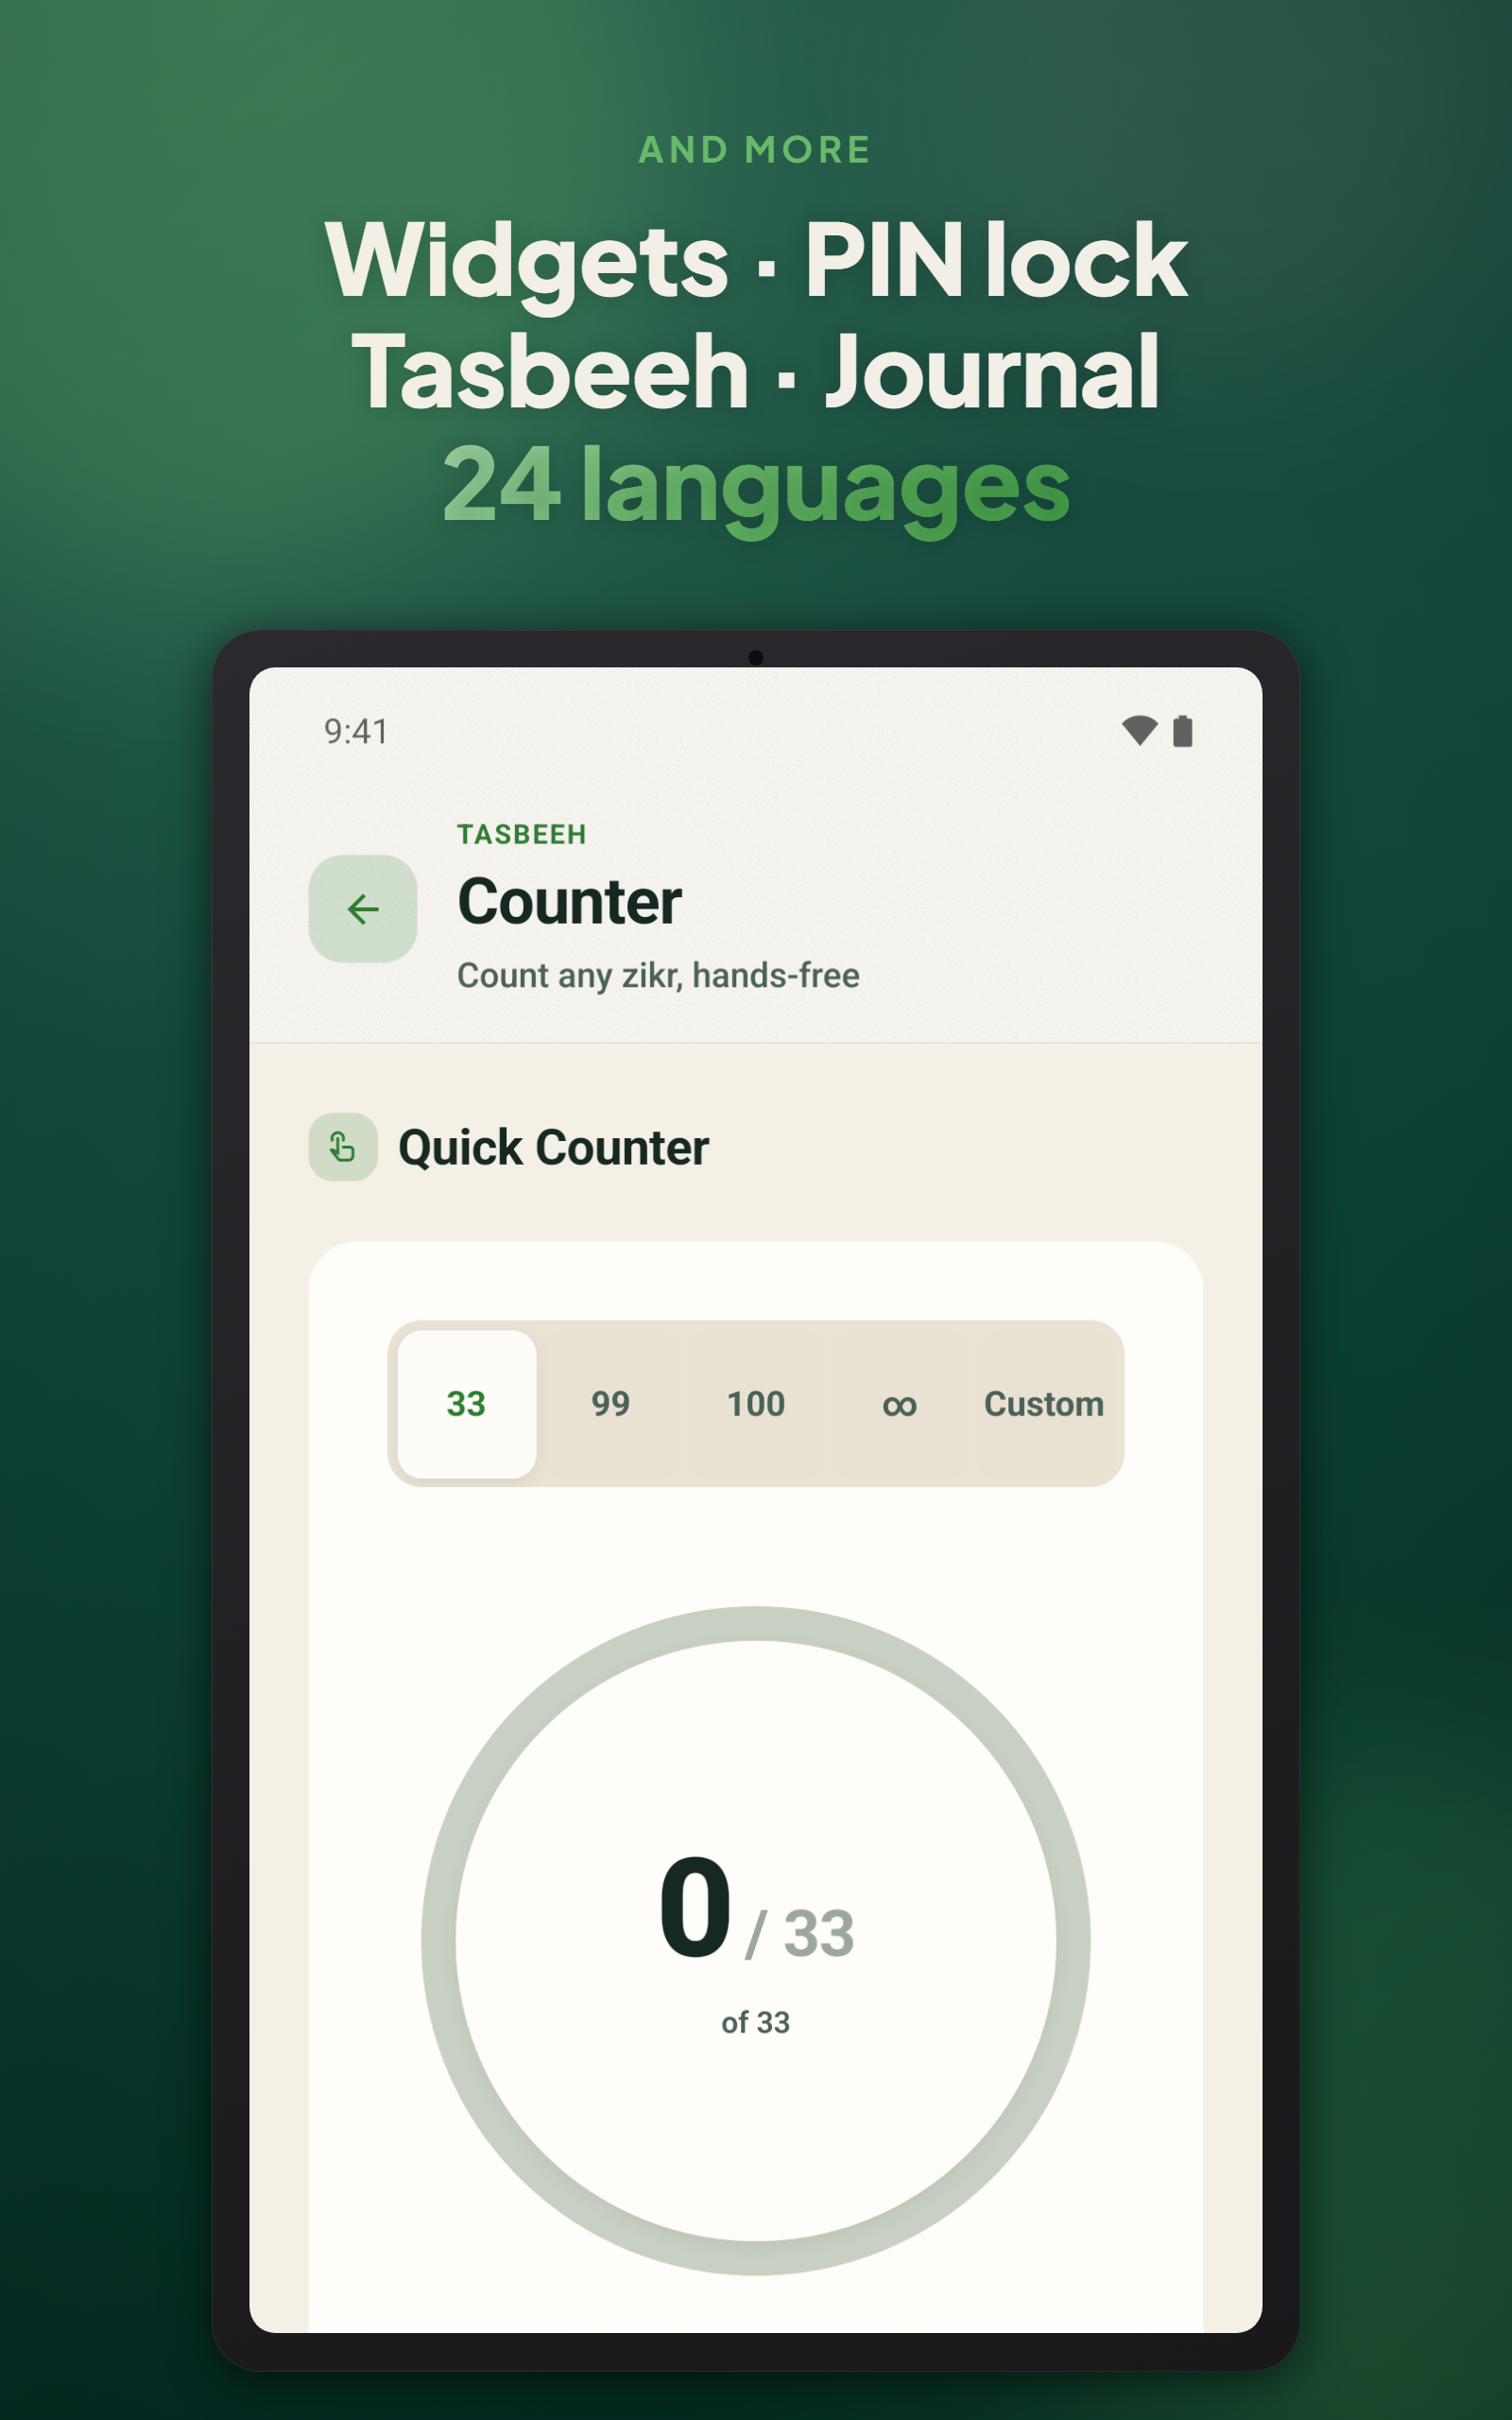 AND MORE
Widgets · PIN lock
Tasbeeh · Journal
24 languages
9:41
TASBEEH
Counter
Count any zikr, hands-free
Quick Counter
33 99 100 ∞ Custom
0 / 33
of 33